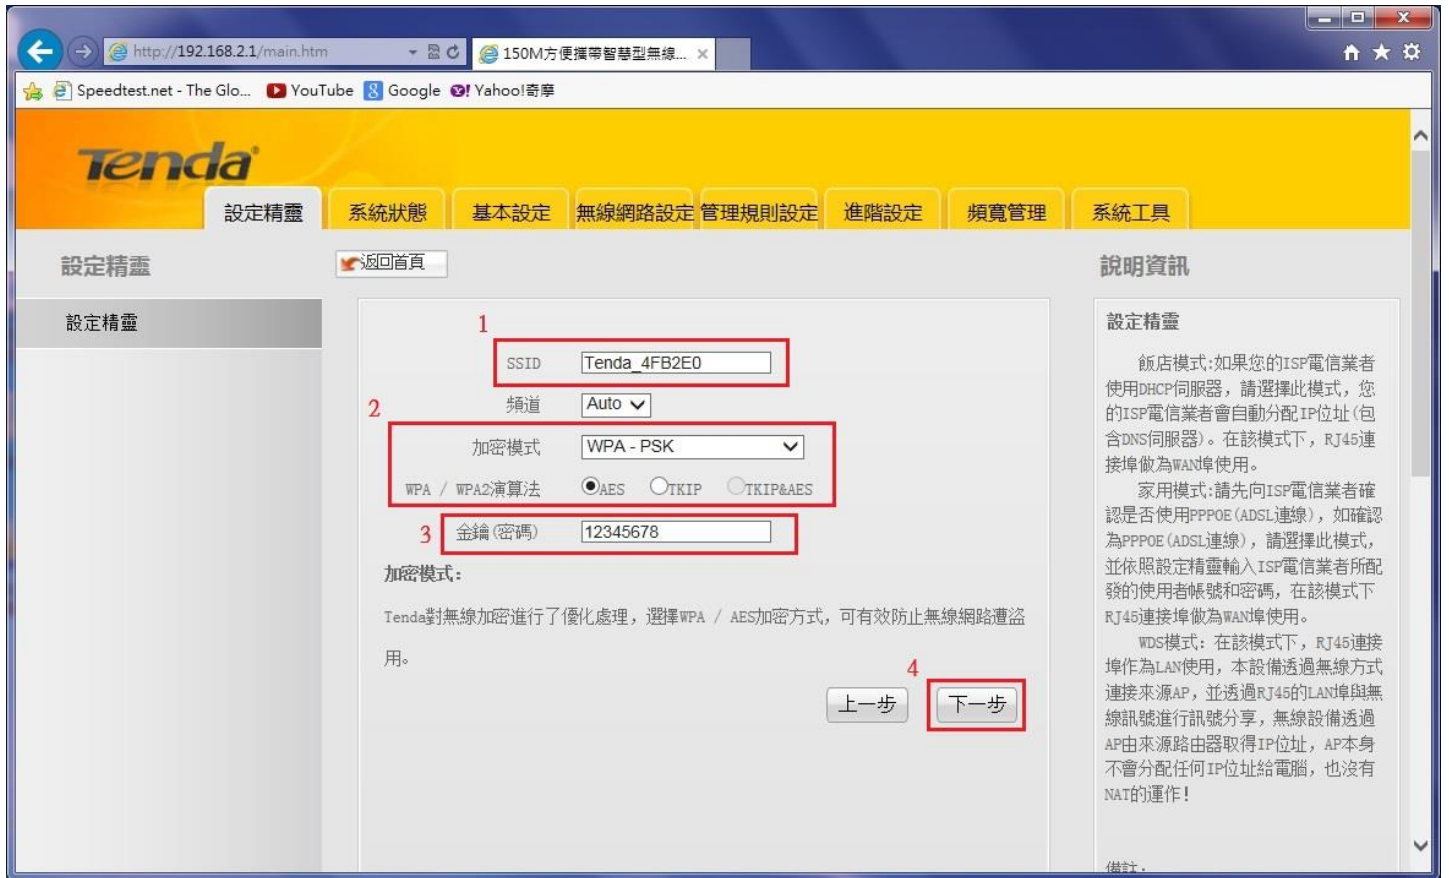 http://192.168.2.1/main.htm
150M方便攜帶智慧型無線...
Speedtest.net - The Glo... YouTube Google Yahoo!奇摩
Tenda
設定精靈 系統狀態 基本設定 無線網路設定 管理規則設定 進階設定 頻寬管理 系統工具
設定精靈
設定精靈
返回首頁
1
SSID Tenda_4FB2E0
頻道 Auto
2
加密模式 WPA - PSK
WPA / WPA2演算法 AES TKIP TKIP&AES
3 金鑰(密碼) 12345678
加密模式：
Tenda對無線加密進行了優化處理，選擇WPA / AES加密方式，可有效防止無線網路遭盜
用。
4
上一步 下一步
說明資訊
設定精靈
飯店模式:如果您的ISP電信業者
使用DHCP伺服器，請選擇此模式，您
的ISP電信業者會自動分配IP位址(包
含DNS伺服器)。在該模式下，RJ45連
接埠做為WAN埠使用。
家用模式:請先向ISP電信業者確
認是否使用PPPOE(ADSL連線)，如確認
為PPPOE(ADSL連線)，請選擇此模式，
並依照設定精靈輸入ISP電信業者所配
發的使用者帳號和密碼，在該模式下
RJ45連接埠做為WAN埠使用。
WDS模式：在該模式下，RJ45連接
埠作為LAN使用，本設備透過無線方式
連接來源AP，並透過RJ45的LAN埠與無
線訊號進行訊號分享，無線設備透過
AP由來源路由器取得IP位址，AP本身
不會分配任何IP位址給電腦，也沒有
NAT的運作！
備註：